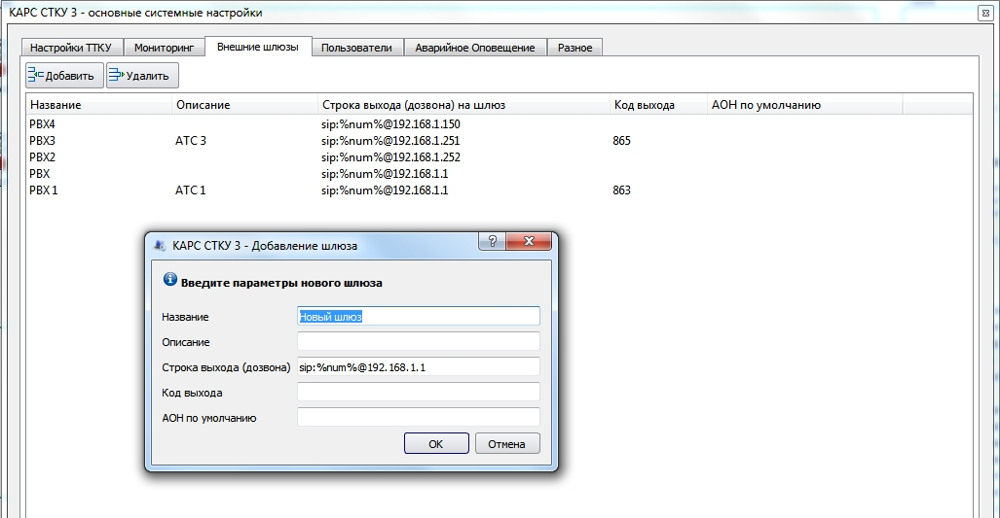 КАРС СТКУ 3 - основные системные настройки
Настройки ТТКУ Мониторинг Внешние шлюзы Пользователи Аварийное Оповещение Разное
Добавить Удалить
Название Описание Строка выхода (дозвона) на шлюз Код выхода АОН по умолчанию
PBX4 sip:%num%@192.168.1.150
PBX3 АТС 3 sip:%num%@192.168.1.251 865
PBX2 sip:%num%@192.168.1.252
PBX sip:%num%@192.168.1.1
PBX 1 АТС 1 sip:%num%@192.168.1.1 863
КАРС СТКУ 3 - Добавление шлюза
?
Введите параметры нового шлюза
Название Новый шлюз
Описание
Строка выхода (дозвона) sip:%num%@192.168.1.1
Код выхода
АОН по умолчанию
OK Отмена